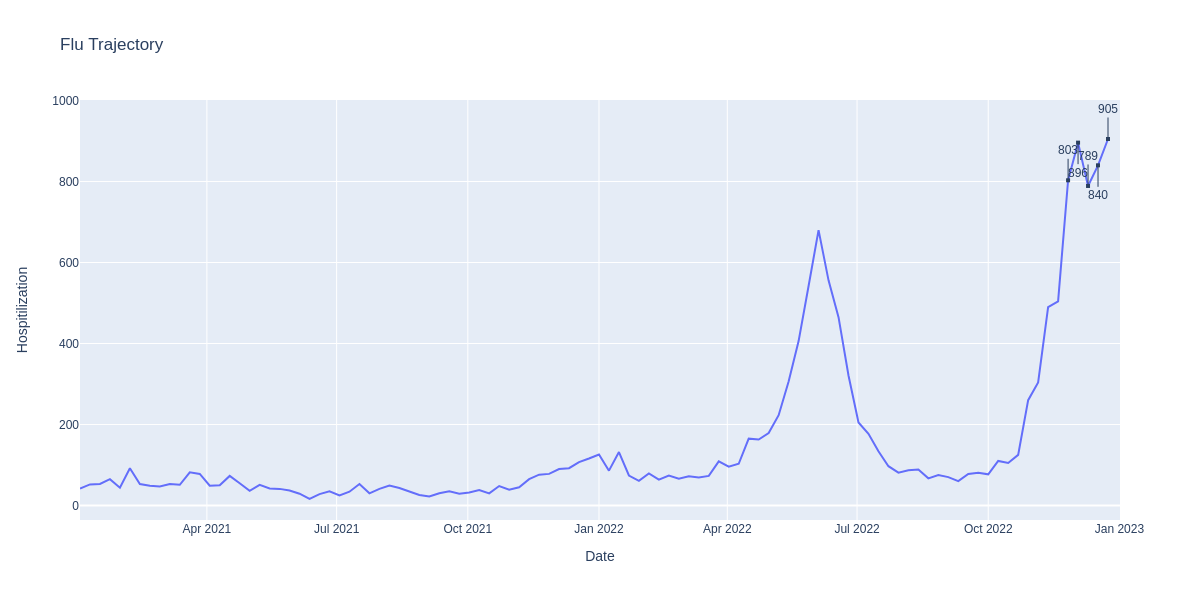 Flu Trajectory
1000
800
600
400
200
0
Hospitilization
905
803
789
896
840
Apr 2021
Jul 2021
Oct 2021
Jan 2022
Apr 2022
Jul 2022
Oct 2022
Jan 2023
Date